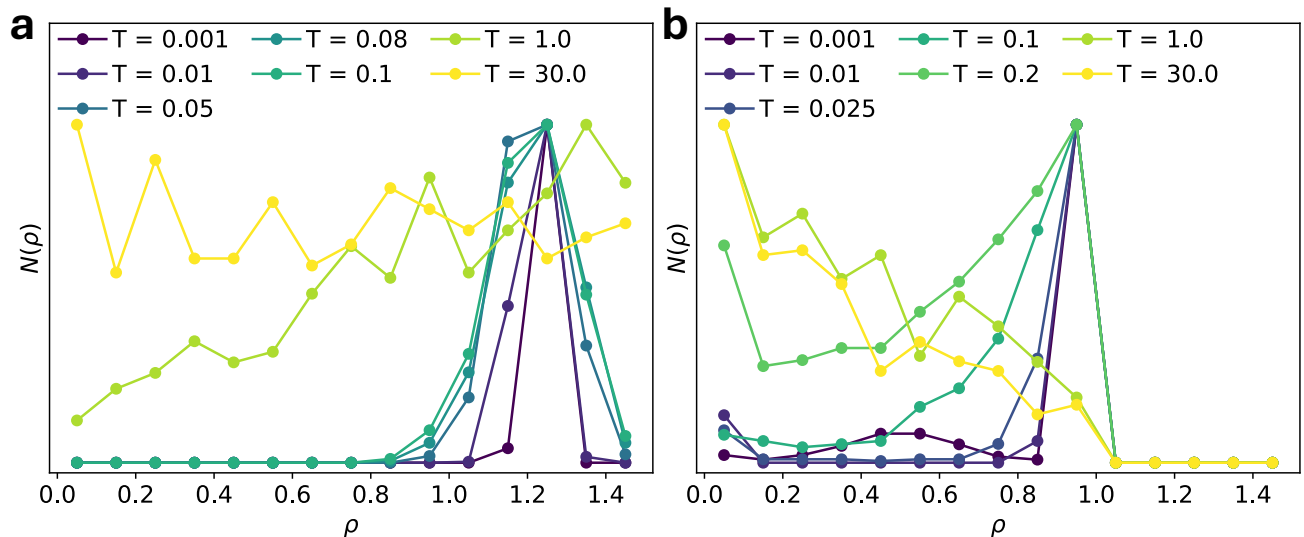 a
T = 0.001 T = 0.08 T = 1.0
T = 0.01 T = 0.1 T = 30.0
T = 0.05
N(ρ)
0.0 0.2 0.4 0.6 0.8 1.0 1.2 1.4
ρ
b
T = 0.001 T = 0.1 T = 1.0
T = 0.01 T = 0.2 T = 30.0
T = 0.025
N(ρ)
0.0 0.2 0.4 0.6 0.8 1.0 1.2 1.4
ρ